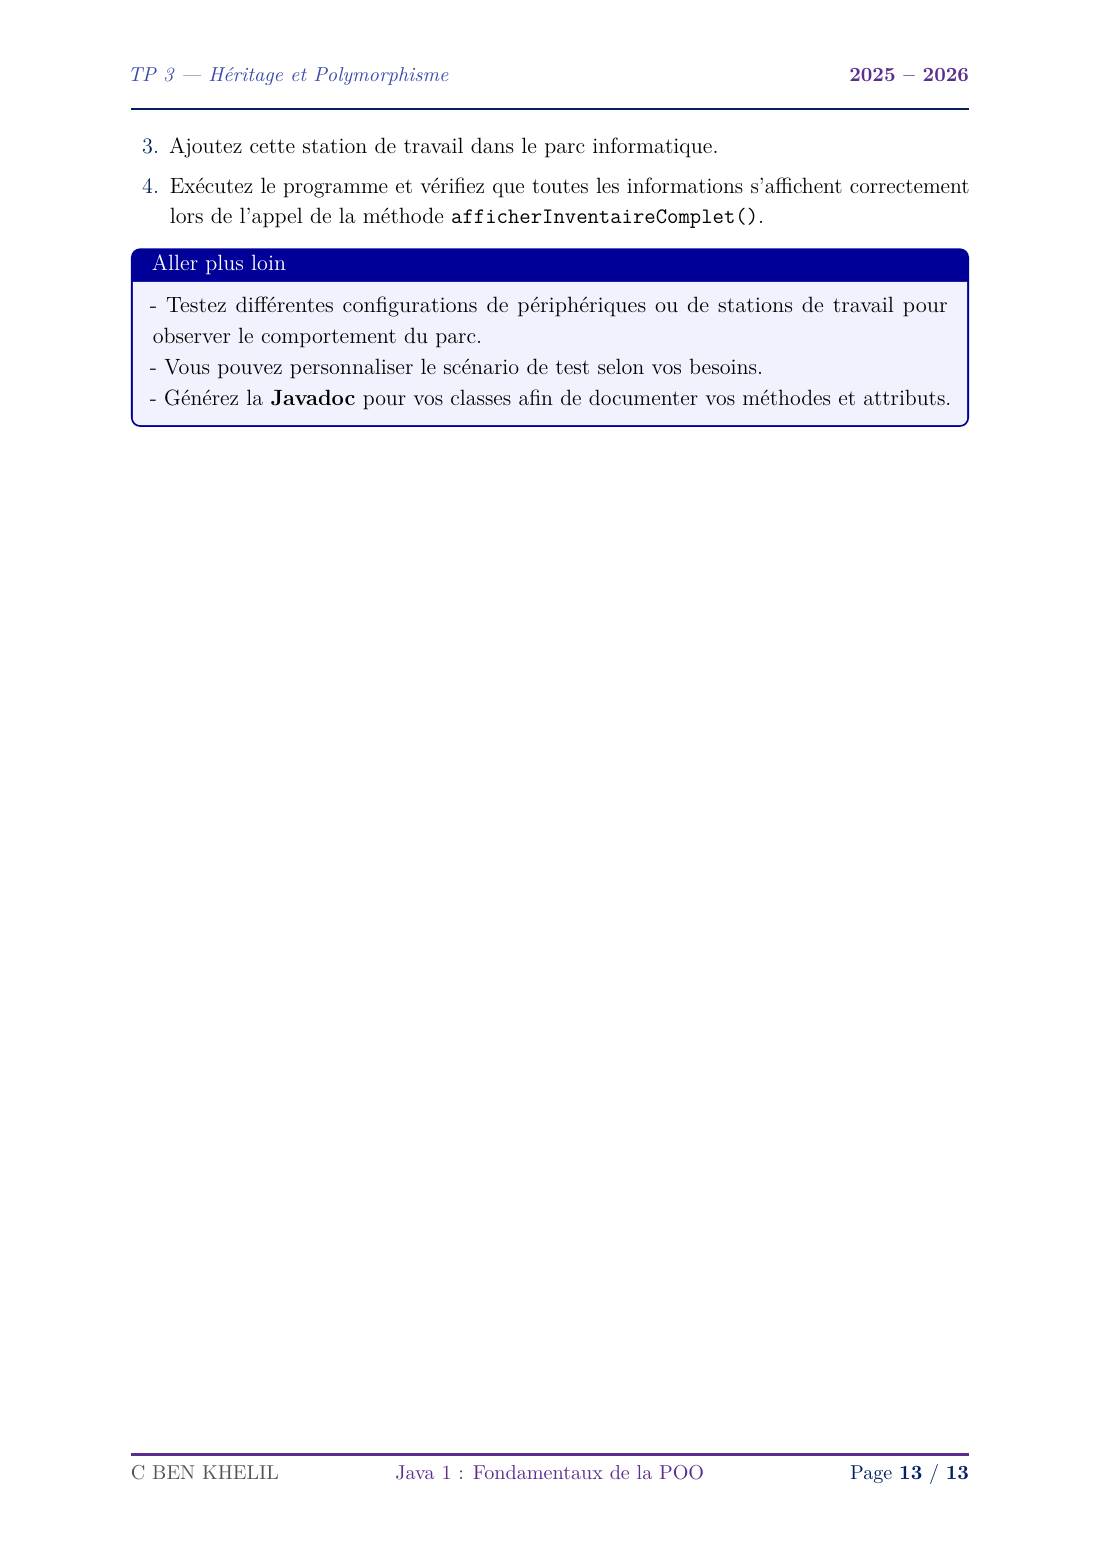 TP 3 — Héritage et Polymorphisme 2025 – 2026
3. Ajoutez cette station de travail dans le parc informatique.
4. Exécutez le programme et vérifiez que toutes les informations s'affichent correctement
lors de l'appel de la méthode afficherInventaireComplet().
Aller plus loin
- Testez différentes configurations de périphériques ou de stations de travail pour
observer le comportement du parc.
- Vous pouvez personnaliser le scénario de test selon vos besoins.
- Générez la Javadoc pour vos classes afin de documenter vos méthodes et attributs.
C BEN KHELIL Java 1 : Fondamentaux de la POO Page 13 / 13